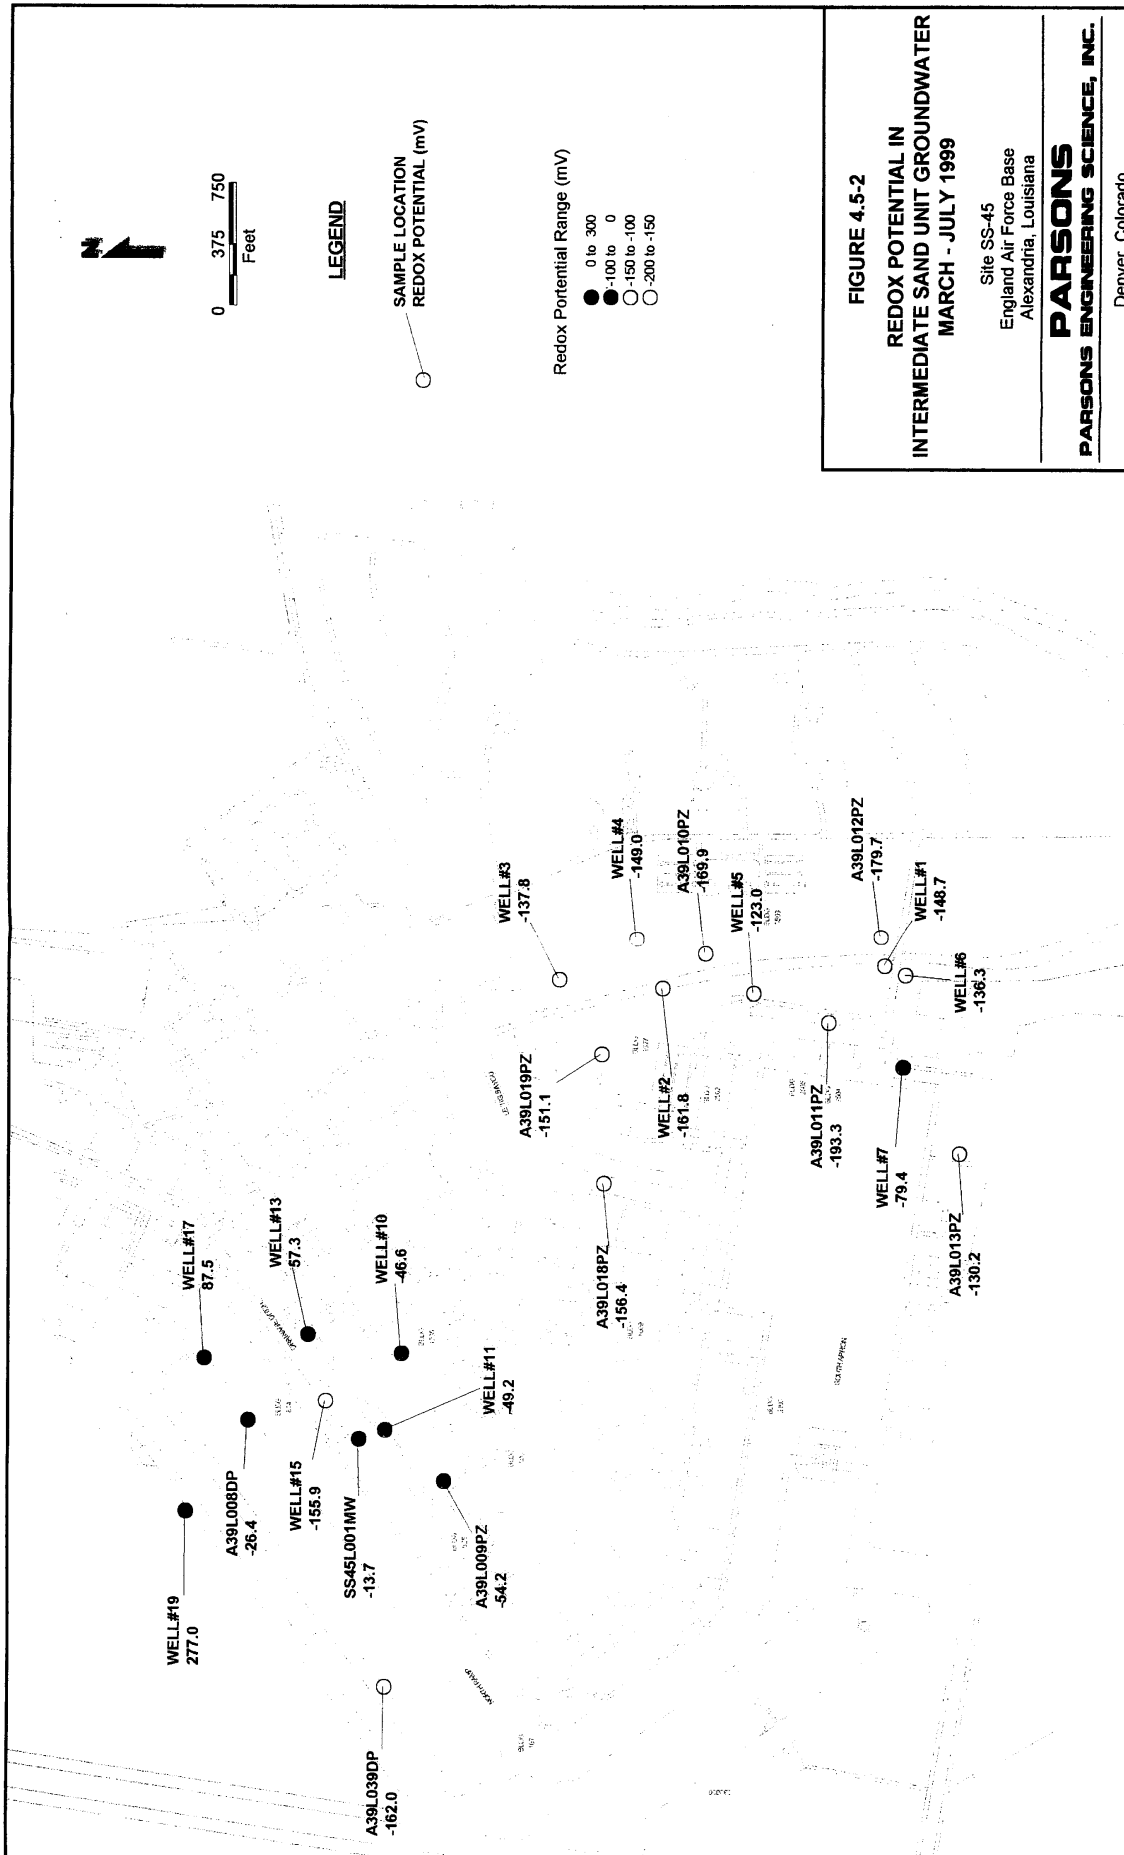 N
0 375 750
Feet
LEGEND
SAMPLE LOCATION
REDOX POTENTIAL (mV)
Redox Portential Range (mV)
0 to 300
-100 to 0
-150 to -100
-200 to -150
WELL#19
277.0
WELL#17
87.5
A39L008DP
-26.4
WELL#13
57.3
WELL#15
-155.9
SS45L001MW
-13.7
WELL#10
-46.6
WELL#11
-49.2
A39L009PZ
-54.2
A39L039DP
-162.0
NORTH RAMP
WELL#3
-137.8
A39L019PZ
-151.1
WELL#4
-149.0
A39L018PZ
-156.4
WELL#2
-161.8
A39L010PZ
-169.9
WELL#5
-123.0
A39L011PZ
-193.3
A39L012PZ
-179.7
WELL#1
-148.7
WELL#6
-136.3
WELL#7
-79.4
A39L013PZ
-130.2
SOUTH APRON
FIGURE 4.5-2
REDOX POTENTIAL IN
INTERMEDIATE SAND UNIT GROUNDWATER
MARCH - JULY 1999
Site SS-45
England Air Force Base
Alexandria, Louisiana
PARSONS
PARSONS ENGINEERING SCIENCE, INC.
Denver, Colorado